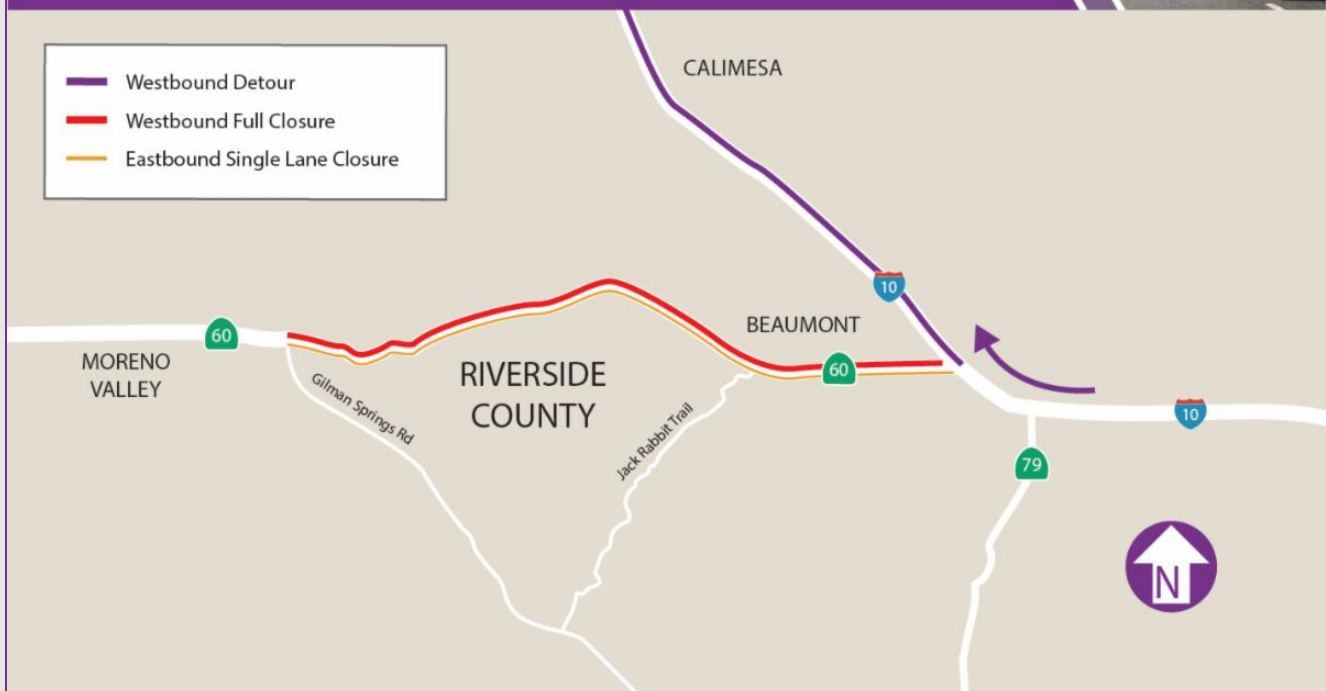 Westbound Detour
Westbound Full Closure
Eastbound Single Lane Closure
CALIMESA
10
BEAUMONT
60
MORENO
VALLEY
Gilman Springs Rd
RIVERSIDE
COUNTY
60
Jack Rabbit Trail
10
79
N